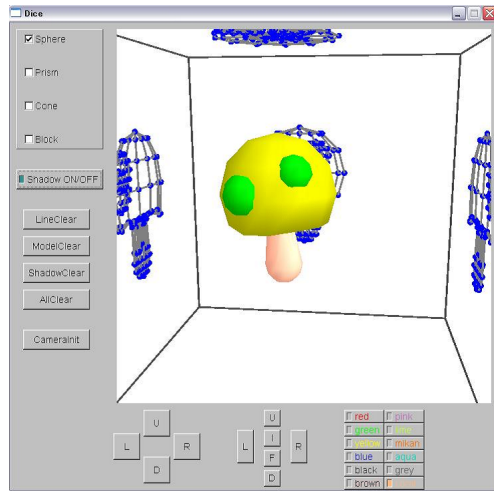 Dice
Sphere
Prism
Cone
Block
Shadow ON/OFF
LineClear
ModelClear
ShadowClear
AllClear
CameraInit
U
L R
D
U
L I R
F
D
red pink
green lime
yellow mikan
blue aqua
black grey
brown